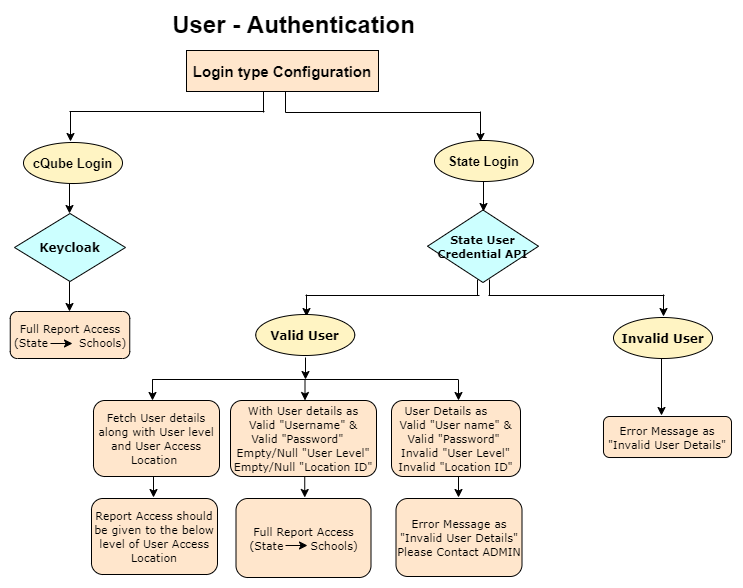 User - Authentication
Login type Configuration
cQube Login
State Login
Keycloak
State User
Credential API
Full Report Access
(State Schools)
Valid User
Invalid User
Fetch User details
along with User level
and User Access
Location
With User details as
Valid "Username" &
Valid "Password"
Empty/Null "User Level"
Empty/Null "Location ID"
User Details as
Valid "User name" &
Valid "Password"
Invalid "User Level"
Invalid "Location ID"
Error Message as
"Invalid User Details"
Report Access should
be given to the below
level of User Access
Location
Full Report Access
(State Schools)
Error Message as
"Invalid User Details"
Please Contact ADMIN